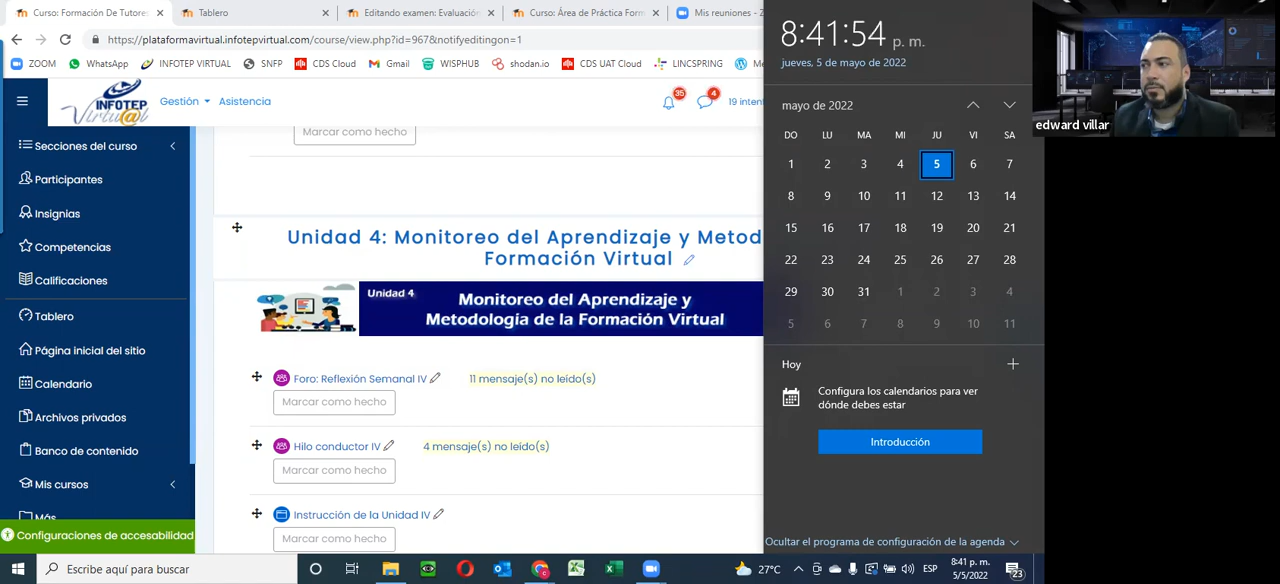 Curso: Formación De Tutores
Tablero
Editando examen: Evaluación
Curso: Área de Práctica Form
Mis reuniones - Z
https://plataformavirtual.infotepvirtual.com/course/view.php?id=967&notifyeditingon=1
ZOOM WhatsApp INFOTEP VIRTUAL SNFP CDS Cloud Gmail WISPHUB shodan.io CDS UAT Cloud LINCSPRING Me
INFOTEP
Virtu@l
Gestión Asistencia
35
4
19 inten
Secciones del curso
Participantes
Insignias
Competencias
Calificaciones
Tablero
Página inicial del sitio
Calendario
Archivos privados
Banco de contenido
Mis cursos
Más
Configuraciones de accesabilidad
Marcar como hecho
Unidad 4: Monitoreo del Aprendizaje y Metod
Formación Virtual
Unidad 4
Monitoreo del Aprendizaje y
Metodología de la Formación Virtual
Foro: Reflexión Semanal IV 11 mensaje(s) no leído(s)
Marcar como hecho
Hilo conductor IV 4 mensaje(s) no leído(s)
Marcar como hecho
Instrucción de la Unidad IV
Marcar como hecho
8:41:54 p. m.
jueves, 5 de mayo de 2022
mayo de 2022
DO LU MA MI JU VI SA
1 2 3 4 5 6 7
8 9 10 11 12 13 14
15 16 17 18 19 20 21
22 23 24 25 26 27 28
29 30 31 1 2 3 4
5 6 7 8 9 10 11
Hoy
Configura los calendarios para ver
dónde debes estar
Introducción
Ocultar el programa de configuración de la agenda
edward villar
Escribe aquí para buscar
27°C
ESP
8:41 p. m.
5/5/2022
23